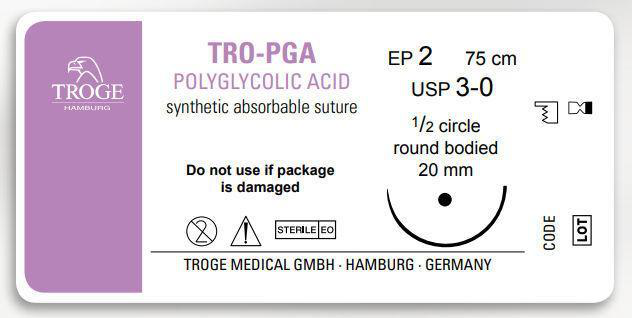 TROGE
HAMBURG
TRO-PGA
POLYGLYCOLIC ACID
synthetic absorbable suture
Do not use if package
is damaged
2
STERILE EO
TROGE MEDICAL GMBH · HAMBURG · GERMANY
EP 2 75 cm
USP 3-0
1/2 circle
round bodied
20 mm
CODE
LOT